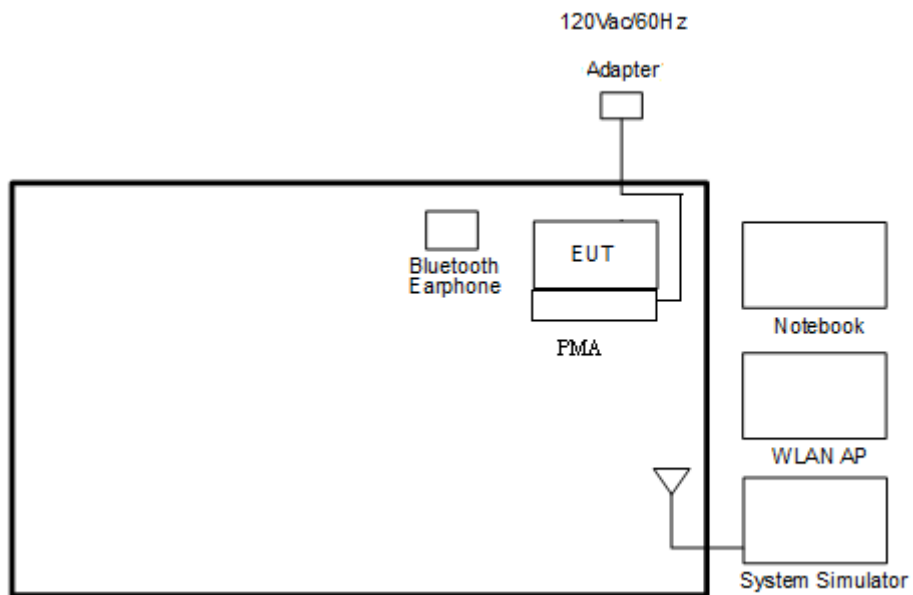 120Vac/60Hz
Adapter
EUT
Bluetooth
Earphone
PMA
Notebook
WLAN AP
System Simulator